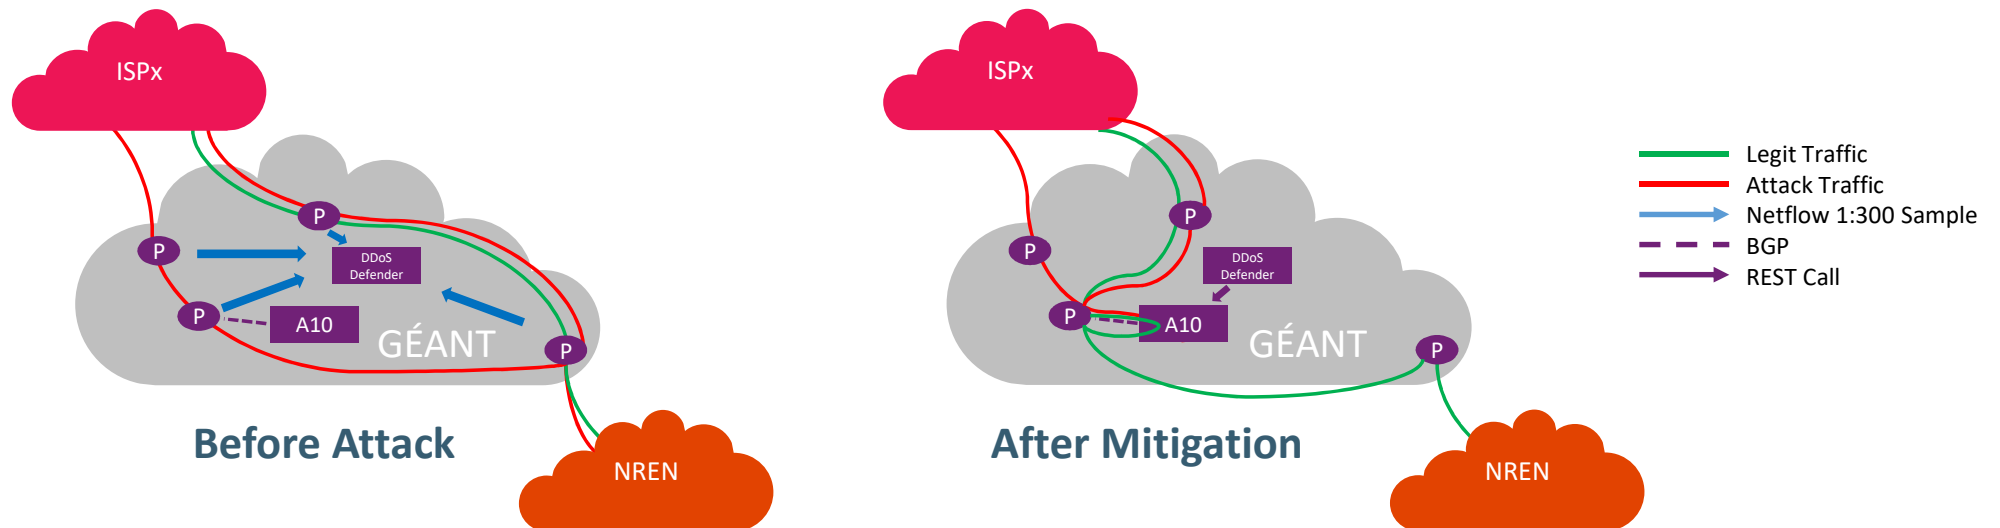 ISPx
P
P
DDoS
Defender
P
A10
GÉANT
P
Before Attack
NREN
ISPx
P
P
DDoS
Defender
P
A10
GÉANT
P
After Mitigation
NREN
Legit Traffic
Attack Traffic
Netflow 1:300 Sample
BGP
REST Call